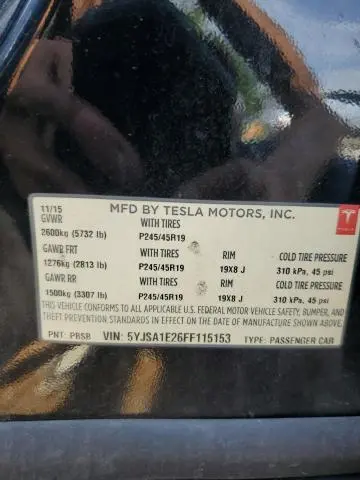 11/15 MFD BY TESLA MOTORS, INC.
GVWR WITH TIRES
2600kg (5732 lb) P245/45R19
GAWR FRT WITH TIRES RIM COLD TIRE PRESSURE
1276kg (2813 lb) P245/45R19 19X8 J 310 kPa, 45 psi
GAWR RR WITH TIRES RIM COLD TIRE PRESSURE
1500kg (3307 lb) P245/45R19 19X8 J 310 kPa, 45 psi
THIS VEHICLE CONFORMS TO ALL APPLICABLE U.S. FEDERAL MOTOR VEHICLE SAFETY, BUMPER, AND
THEFT PREVENTION STANDARDS IN EFFECT ON THE DATE OF MANUFACTURE SHOWN ABOVE.
PNT: PBSB VIN: 5YJSA1E26FF115153 TYPE: PASSENGER CAR